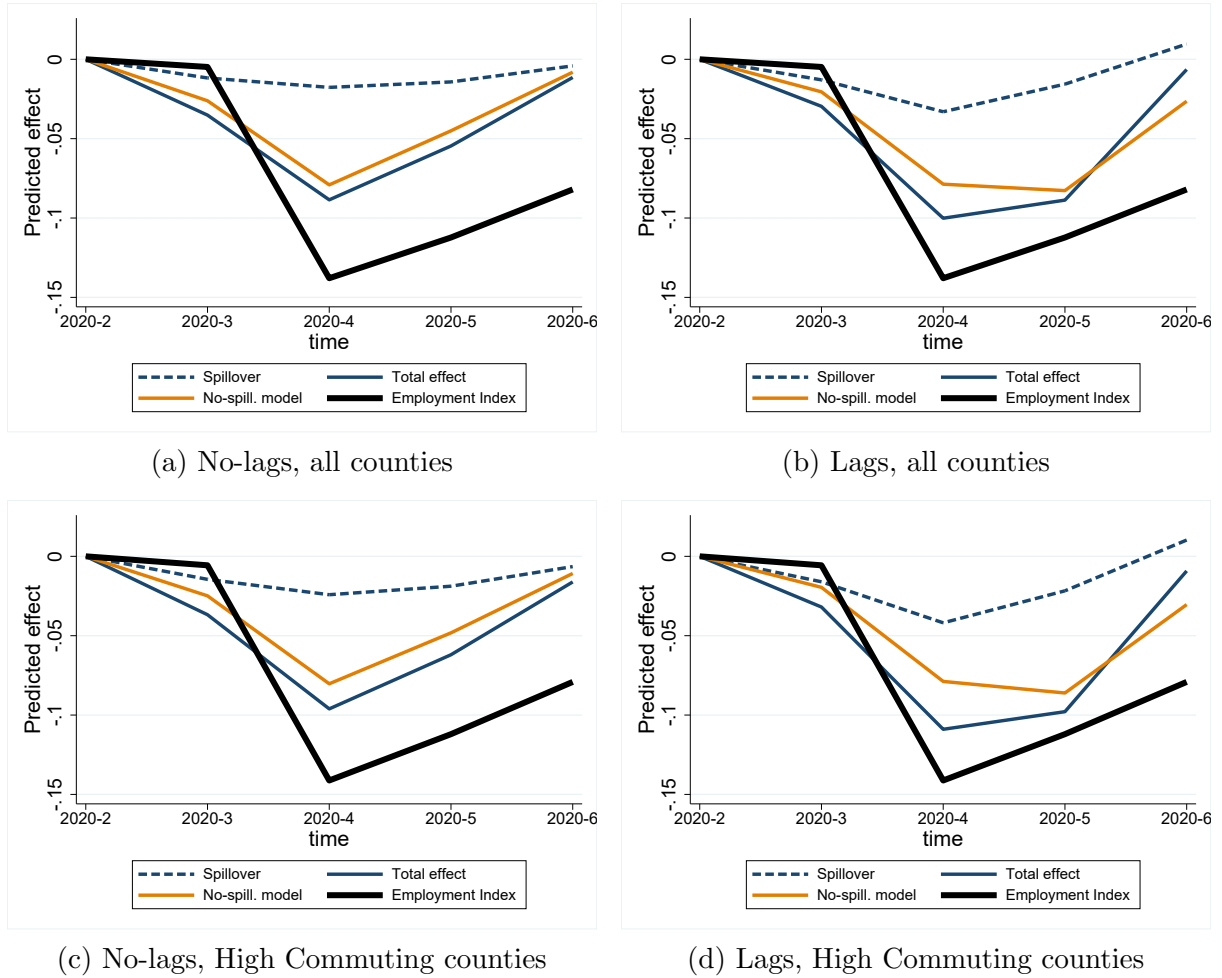 Predicted effect
0
-.05
-.1
-.15
2020-2 2020-3 2020-4 2020-5 2020-6
time
Spillover Total effect
No-spill. model Employment Index
(a) No-lags, all counties
Predicted effect
0
-.05
-.1
-.15
2020-2 2020-3 2020-4 2020-5 2020-6
time
Spillover Total effect
No-spill. model Employment Index
(b) Lags, all counties
Predicted effect
0
-.05
-.1
-.15
2020-2 2020-3 2020-4 2020-5 2020-6
time
Spillover Total effect
No-spill. model Employment Index
(c) No-lags, High Commuting counties
Predicted effect
0
-.05
-.1
-.15
2020-2 2020-3 2020-4 2020-5 2020-6
time
Spillover Total effect
No-spill. model Employment Index
(d) Lags, High Commuting counties